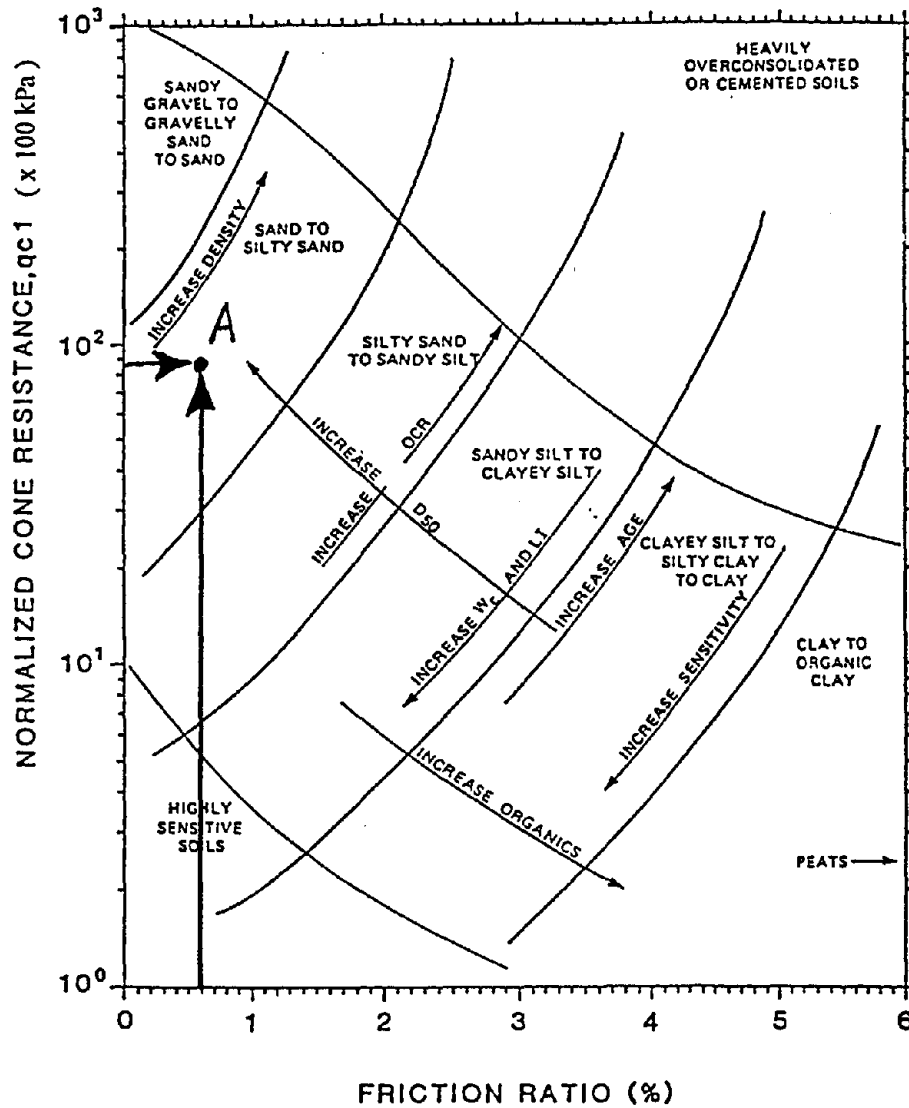 NORMALIZED CONE RESISTANCE, qc1 (x 100 kPa)
10³
10²
10¹
10⁰
HEAVILY
OVERCONSOLIDATED
OR CEMENTED SOILS
SANDY
GRAVEL TO
GRAVELLY
SAND
TO SAND
INCREASE DENSITY
SAND TO
SILTY SAND
A
SILTY SAND
TO SANDY SILT
INCREASE OCR
INCREASE D50
SANDY SILT TO
CLAYEY SILT
INCREASE Wc AND LI
INCREASE AGE
CLAYEY SILT TO
SILTY CLAY
TO CLAY
INCREASE SENSITIVITY
CLAY TO
ORGANIC
CLAY
INCREASE ORGANICS
HIGHLY
SENSITIVE
SOILS
PEATS
0 1 2 3 4 5 6
FRICTION RATIO (%)